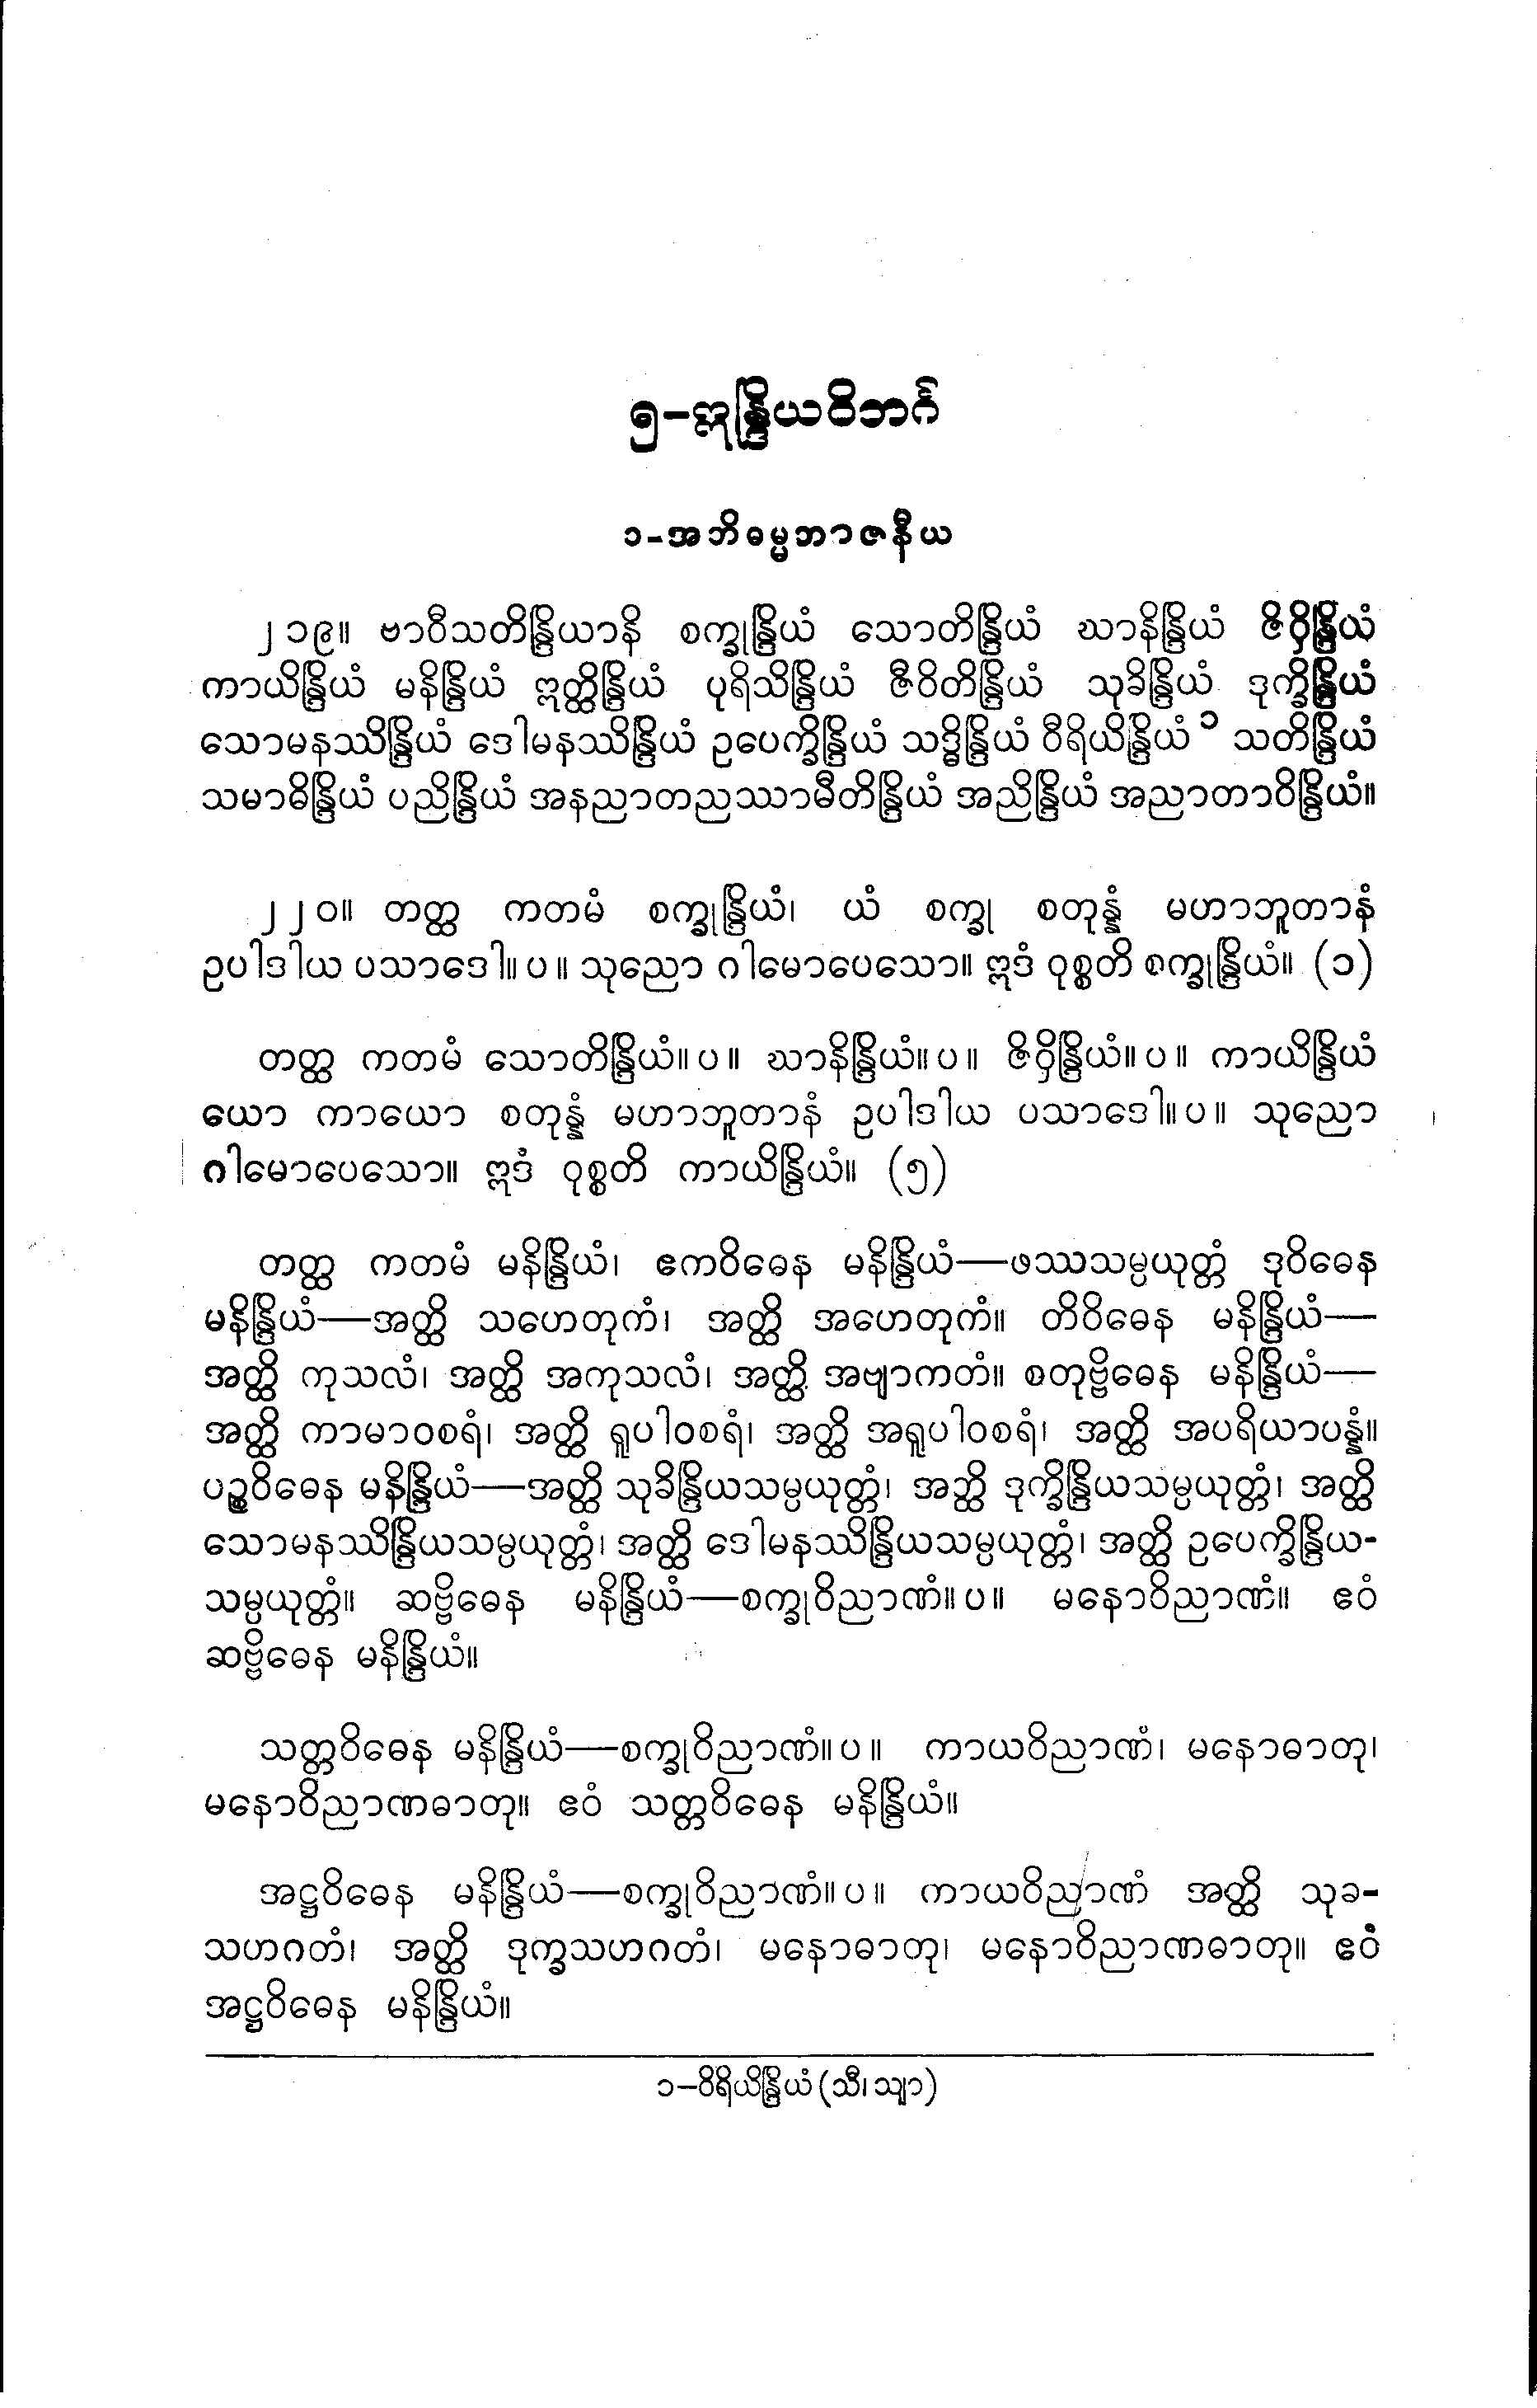 ၅-ဣန္ဒြိယဝိဘင်္ဂ
၁-အဘိဓမ္မဘာဇနီယ
၂၁၉။ ဗာဝီသတိန္ဒြိယာနိ စက္ခုန္ဒြိယံ သောတိန္ဒြိယံ ဃာနိန္ဒြိယံ ဇိဝှိန္ဒြိယံ
ကာယိန္ဒြိယံ မနိန္ဒြိယံ ဣတ္ထိန္ဒြိယံ ပုရိသိန္ဒြိယံ ဇီဝိတိန္ဒြိယံ သုခိန္ဒြိယံ ဒုက္ခိန္ဒြိယံ
သောမနဿိန္ဒြိယံ ဒေါမနဿိန္ဒြိယံ ဥပေက္ခိန္ဒြိယံ သဒ္ဓိန္ဒြိယံ ဝီရိယိန္ဒြိယံ ၁ သတိန္ဒြိယံ
သမာဓိန္ဒြိယံ ပညိန္ဒြိယံ အနညာတညဿာမီတိန္ဒြိယံ အညိန္ဒြိယံ အညာတာဝိန္ဒြိယံ။
၂၂၀။ တတ္ထ ကတမံ စက္ခုန္ဒြိယံ၊ ယံ စက္ခု စတုန္နံ မဟာဘူတာနံ
ဥပါဒါယ ပသာဒေါ။ပ။ သုညော ဂါမောပေသော။ ဣဒံ ဝုစ္စတိ စက္ခုန္ဒြိယံ။ (၁)
တတ္ထ ကတမံ သောတိန္ဒြိယံ။ပ။ ဃာနိန္ဒြိယံ။ပ။ ဇိဝှိန္ဒြိယံ။ပ။ ကာယိန္ဒြိယံ
ယော ကာယော စတုန္နံ မဟာဘူတာနံ ဥပါဒါယ ပသာဒေါ။ပ။ သုညော
ဂါမောပေသော။ ဣဒံ ဝုစ္စတိ ကာယိန္ဒြိယံ။ (၅)
တတ္ထ ကတမံ မနိန္ဒြိယံ၊ ဧကဝိဓေန မနိန္ဒြိယံ—ဖဿသမ္ပယုတ္တံ ဒုဝိဓေန
မနိန္ဒြိယံ—အတ္ထိ သဟေတုကံ၊ အတ္ထိ အဟေတုကံ။ တိဝိဓေန မနိန္ဒြိယံ—
အတ္ထိ ကုသလံ၊ အတ္ထိ အကုသလံ၊ အတ္ထိ အဗျာကတံ။ စတုဗ္ဗိဓေန မနိန္ဒြိယံ—
အတ္ထိ ကာမာဝစရံ၊ အတ္ထိ ရူပါဝစရံ၊ အတ္ထိ အရူပါဝစရံ၊ အတ္ထိ အပရိယာပန္နံ။
ပဉ္စဝိဓေန မနိန္ဒြိယံ—အတ္ထိ သုခိန္ဒြိယသမ္ပယုတ္တံ၊ အတ္ထိ ဒုက္ခိန္ဒြိယသမ္ပယုတ္တံ၊ အတ္ထိ
သောမနဿိန္ဒြိယသမ္ပယုတ္တံ၊ အတ္ထိ ဒေါမနဿိန္ဒြိယသမ္ပယုတ္တံ၊ အတ္ထိ ဥပေက္ခိန္ဒြိယ-
သမ္ပယုတ္တံ။ ဆဗ္ဗိဓေန မနိန္ဒြိယံ—စက္ခုဝိညာဏံ။ပ။ မနောဝိညာဏံ။ ဧဝံ
ဆဗ္ဗိဓေန မနိန္ဒြိယံ။
သတ္တဝိဓေန မနိန္ဒြိယံ—စက္ခုဝိညာဏံ။ပ။ ကာယဝိညာဏံ၊ မနောဓာတု၊
မနောဝိညာဏဓာတု။ ဧဝံ သတ္တဝိဓေန မနိန္ဒြိယံ။
အဋ္ဌဝိဓေန မနိန္ဒြိယံ—စက္ခုဝိညာဏံ။ပ။ ကာယဝိညာဏံ အတ္ထိ သုခ-
သဟဂတံ၊ အတ္ထိ ဒုက္ခသဟဂတံ၊ မနောဓာတု၊ မနောဝိညာဏဓာတု။ ဧဝံ
အဋ္ဌဝိဓေန မနိန္ဒြိယံ။
၁−ဝိရိယိန္ဒြိယံ (သီ၊ သျာ)